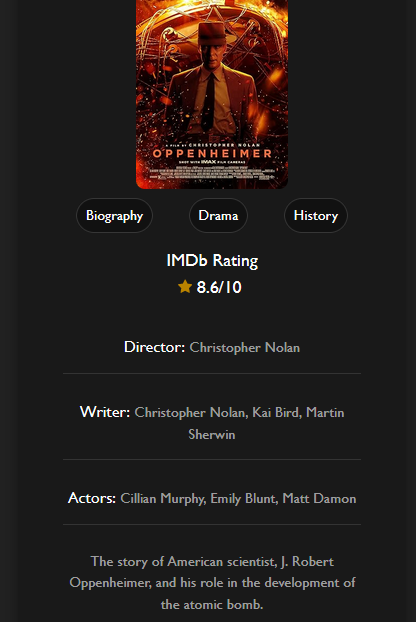 A FILM BY CHRISTOPHER NOLAN
OPPENHEIMER
SHOT WITH IMAX FILM CAMERAS
Biography
Drama
History
IMDb Rating
8.6/10
Director: Christopher Nolan
Writer: Christopher Nolan, Kai Bird, Martin
Sherwin
Actors: Cillian Murphy, Emily Blunt, Matt Damon
The story of American scientist, J. Robert
Oppenheimer, and his role in the development of
the atomic bomb.